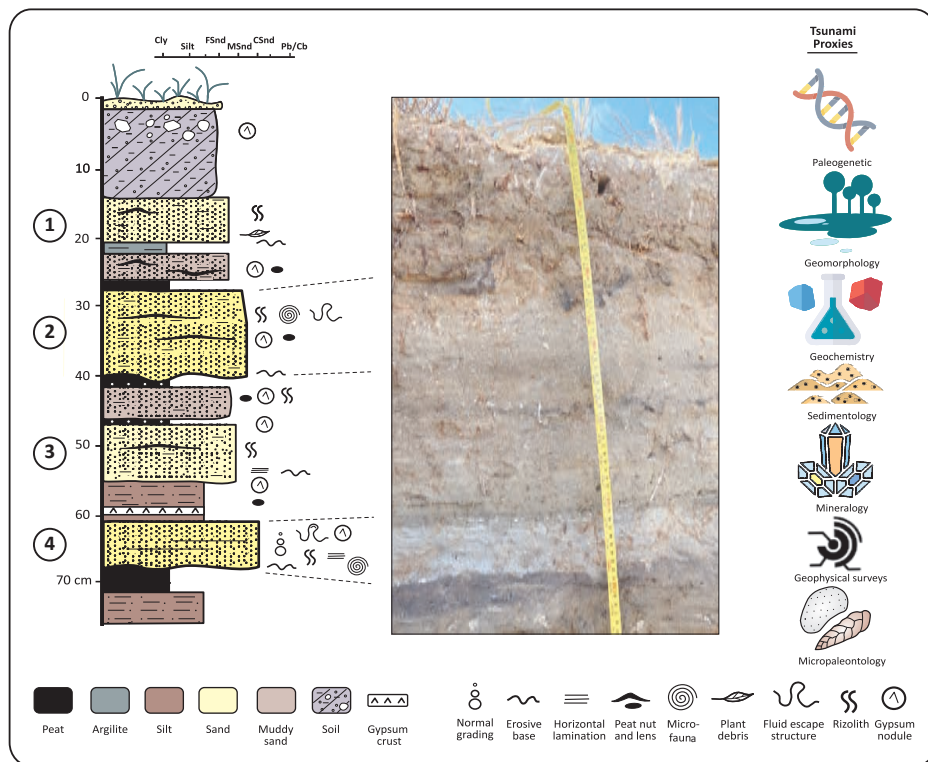 Cly
Silt
FSnd
MSnd
CSnd
Pb/Cb
0
10
20
30
40
50
60
70 cm
1
2
3
4
Tsunami
Proxies
Paleogenetic
Geomorphology
Geochemistry
Sedimentology
Mineralogy
Geophysical surveys
Micropaleontology
Peat
Argilite
Silt
Sand
Muddy
sand
Soil
Gypsum
crust
Normal
grading
Erosive
base
Horizontal
lamination
Peat nut
and lens
Micro-
fauna
Plant
debris
Fluid escape
structure
Rizolith
Gypsum
nodule